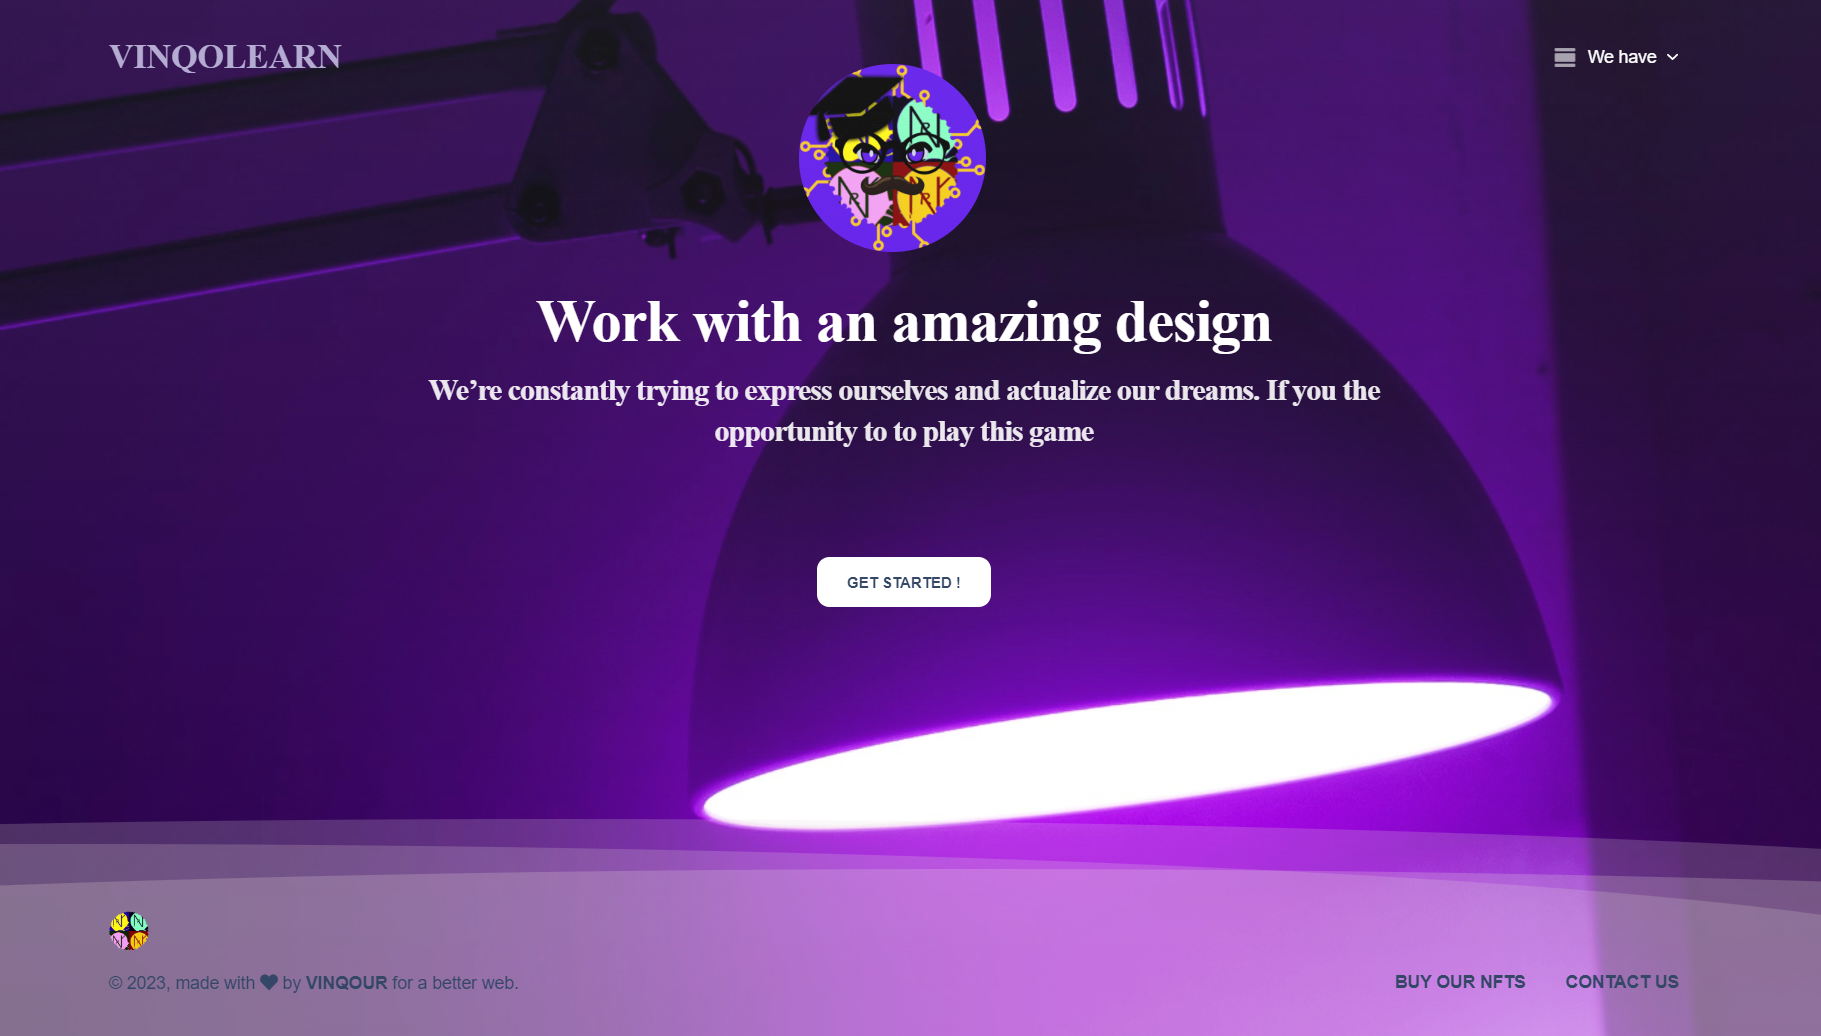 VINQOLEARN
We have
Work with an amazing design
We’re constantly trying to express ourselves and actualize our dreams. If you the
opportunity to to play this game
GET STARTED !
© 2023, made with by VINQOUR for a better web.
BUY OUR NFTS
CONTACT US